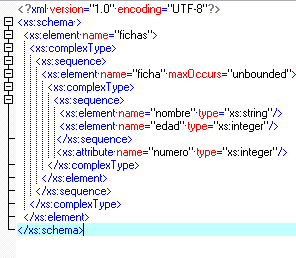 <?xml version="1.0" encoding="UTF-8"?>
<xs:schema >
<xs:element name="fichas">
<xs:complexType>
<xs:sequence>
<xs:element name="ficha" maxOccurs="unbounded">
<xs:complexType>
<xs:sequence>
<xs:element name="nombre" type="xs:string"/>
<xs:element name="edad" type="xs:integer"/>
</xs:sequence>
<xs:attribute name="numero" type="xs:integer"/>
</xs:complexType>
</xs:element>
</xs:sequence>
</xs:complexType>
</xs:element>
</xs:schema>